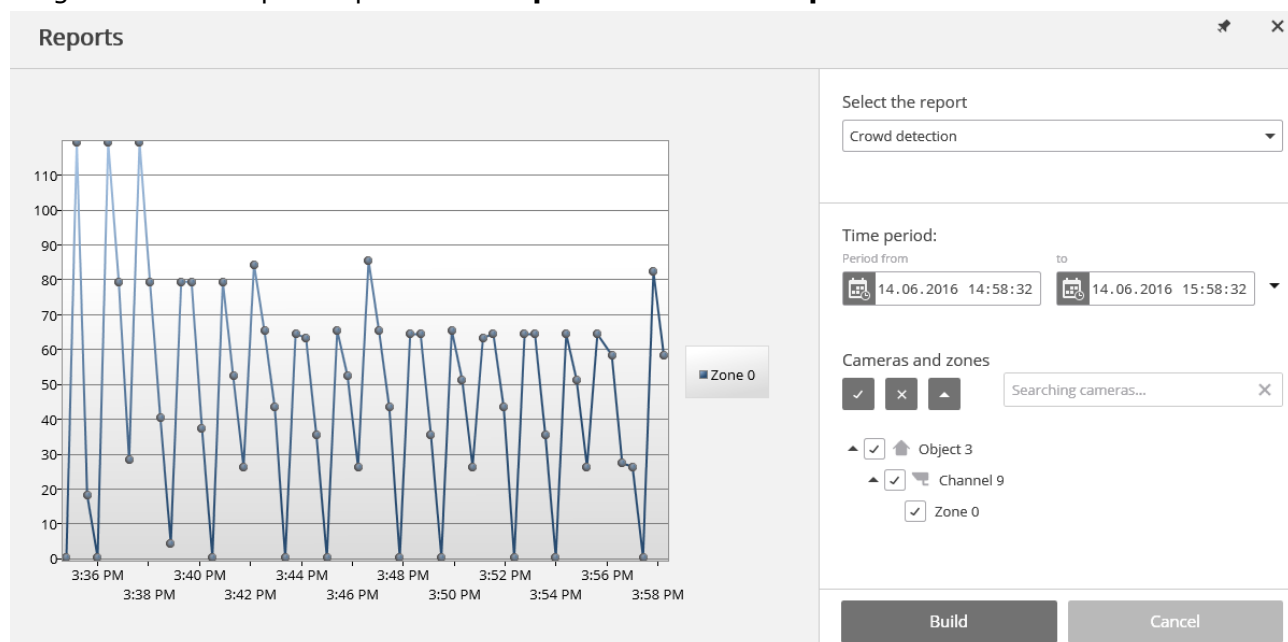 Reports
Select the report
Crowd detection
Time period:
Period from
to
14.06.2016 14:58:32
14.06.2016 15:58:32
Cameras and zones
Searching cameras...
Object 3
Channel 9
Zone 0
Build
Cancel
110
100
90
80
70
60
50
40
30
20
10
0
3:36 PM
3:38 PM
3:40 PM
3:42 PM
3:44 PM
3:46 PM
3:48 PM
3:50 PM
3:52 PM
3:54 PM
3:56 PM
3:58 PM
Zone 0